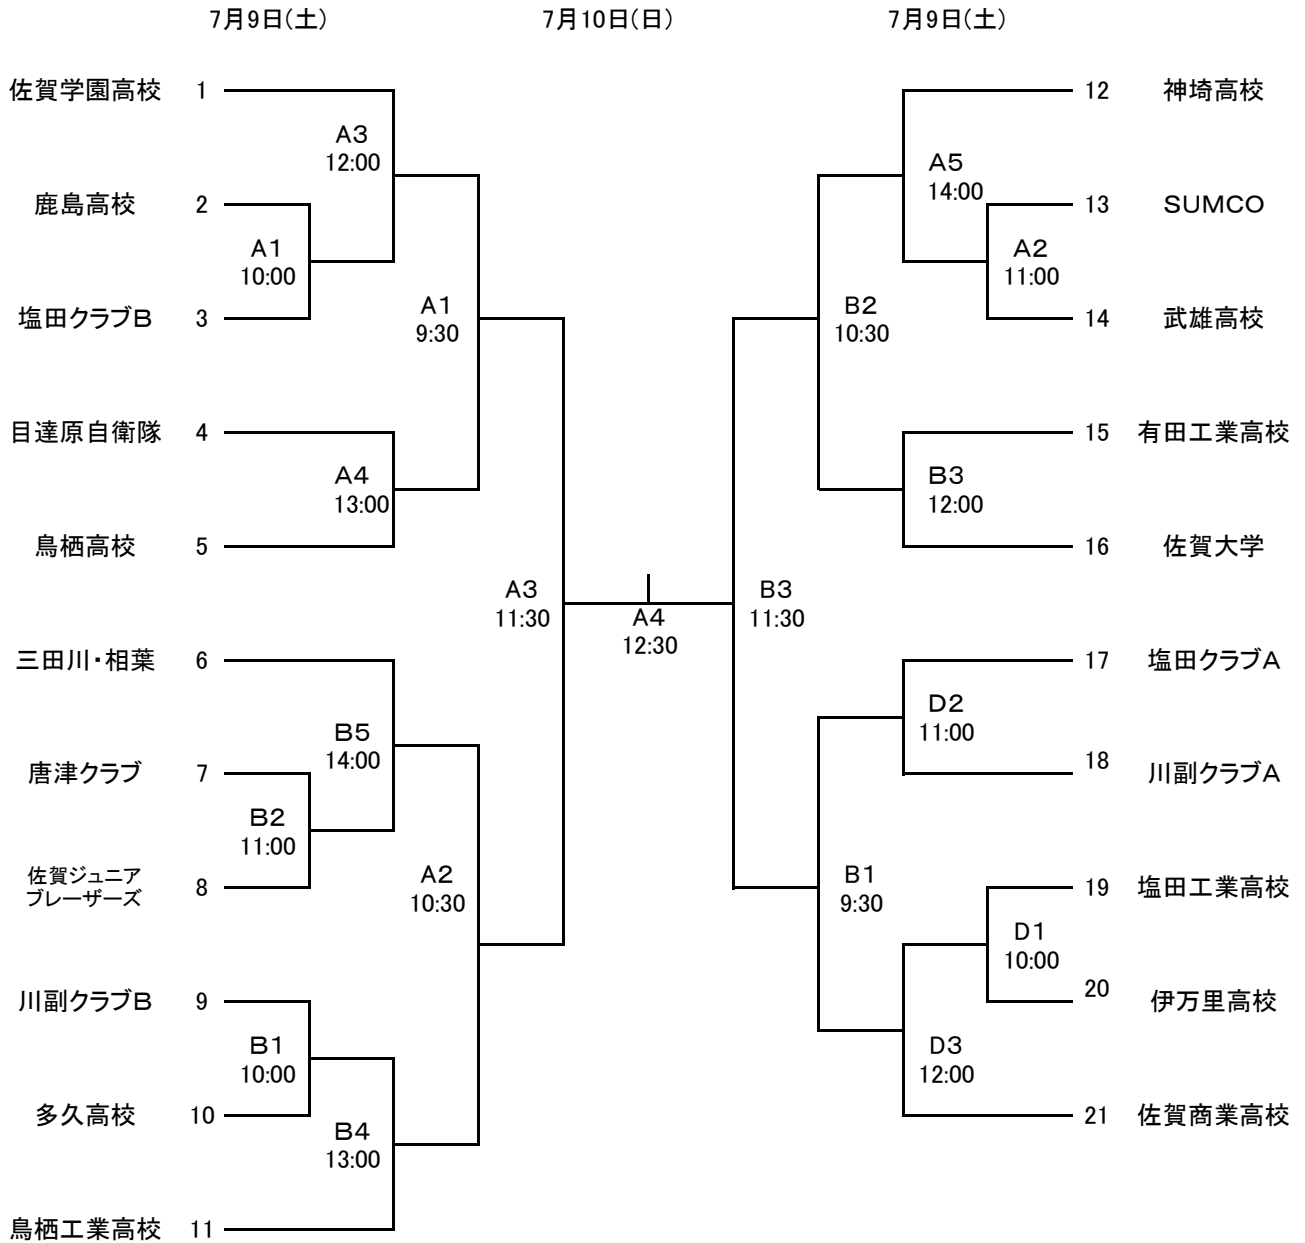 7月9日(土)
7月10日(日)
7月9日(土)
佐賀学園高校 1
12 神埼高校
A3
12:00
A5
14:00
鹿島高校 2
13 SUMCO
A1
10:00
A2
11:00
塩田クラブB 3
14 武雄高校
A1
9:30
B2
10:30
目達原自衛隊 4
15 有田工業高校
A4
13:00
B3
12:00
鳥栖高校 5
16 佐賀大学
A3
11:30
A4
12:30
B3
11:30
三田川・相葉 6
17 塩田クラブA
B5
14:00
D2
11:00
唐津クラブ 7
18 川副クラブA
B2
11:00
佐賀ジュニア
ブレーザーズ 8
A2
10:30
B1
9:30
19 塩田工業高校
D1
10:00
川副クラブB 9
20 伊万里高校
B1
10:00
D3
12:00
多久高校 10
21 佐賀商業高校
B4
13:00
鳥栖工業高校 11